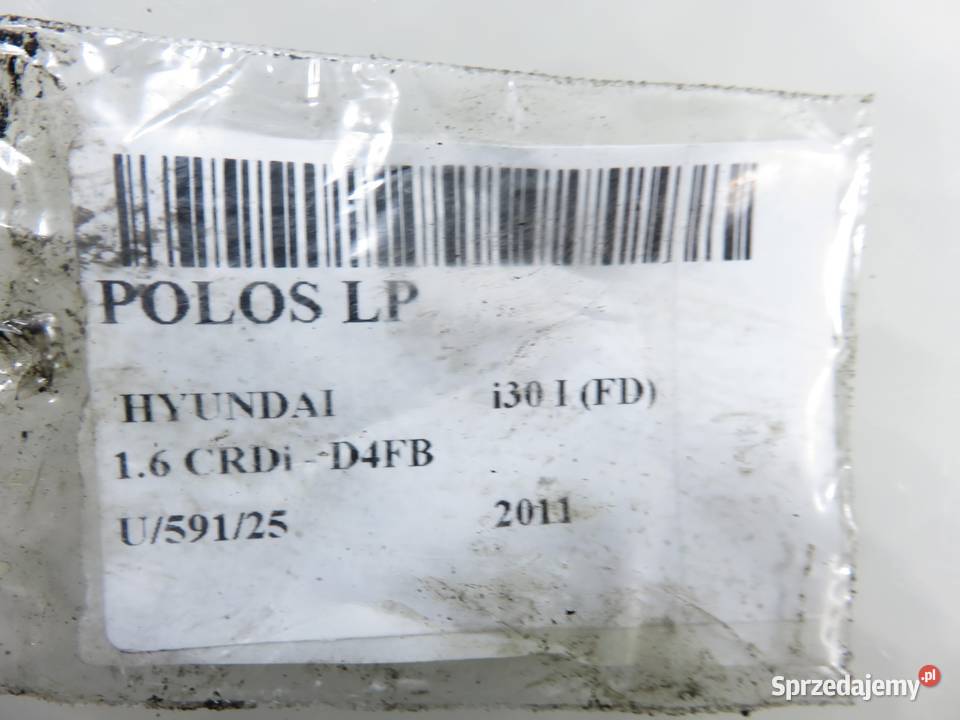 POLOS LP
HYUNDAI i30 I (FD)
1.6 CRDi - D4FB
U/591/25 2011
Sprzedajemy.pl